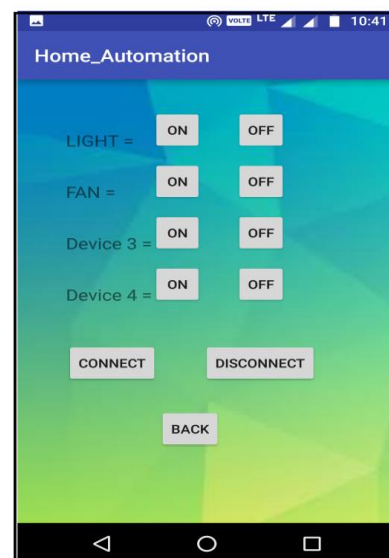 VOLTE LTE 10:41
Home_Automation
LIGHT = ON OFF
FAN = ON OFF
Device 3 = ON OFF
Device 4 = ON OFF
CONNECT DISCONNECT
BACK